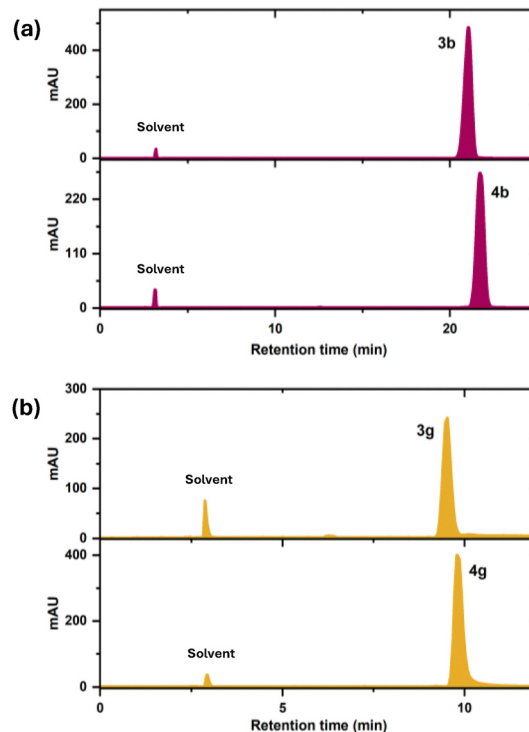 (a)
mAU
400
200
0
Solvent
3b
mAU
220
110
0
Solvent
4b
0 10 20
Retention time (min)
(b)
mAU
300
200
100
0
Solvent
3g
mAU
400
200
0
Solvent
4g
0 5 10
Retention time (min)